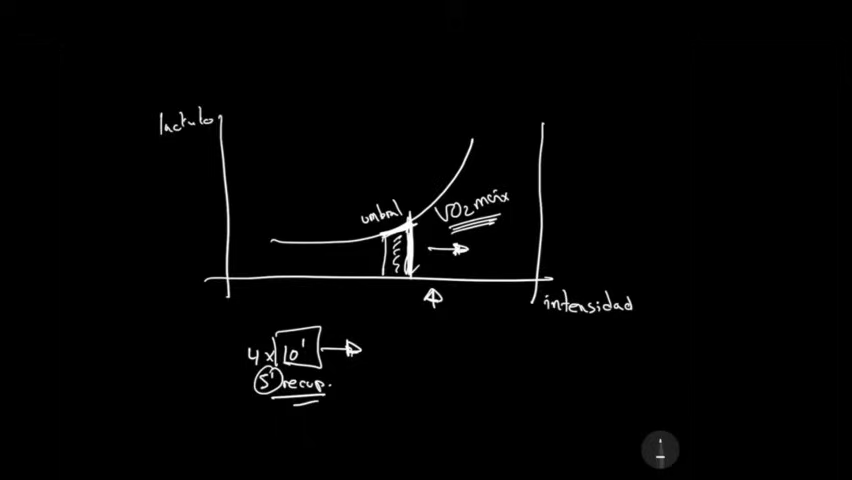 lactato
umbral
VO2 máx
intensidad
4 x 10'
5' recup.